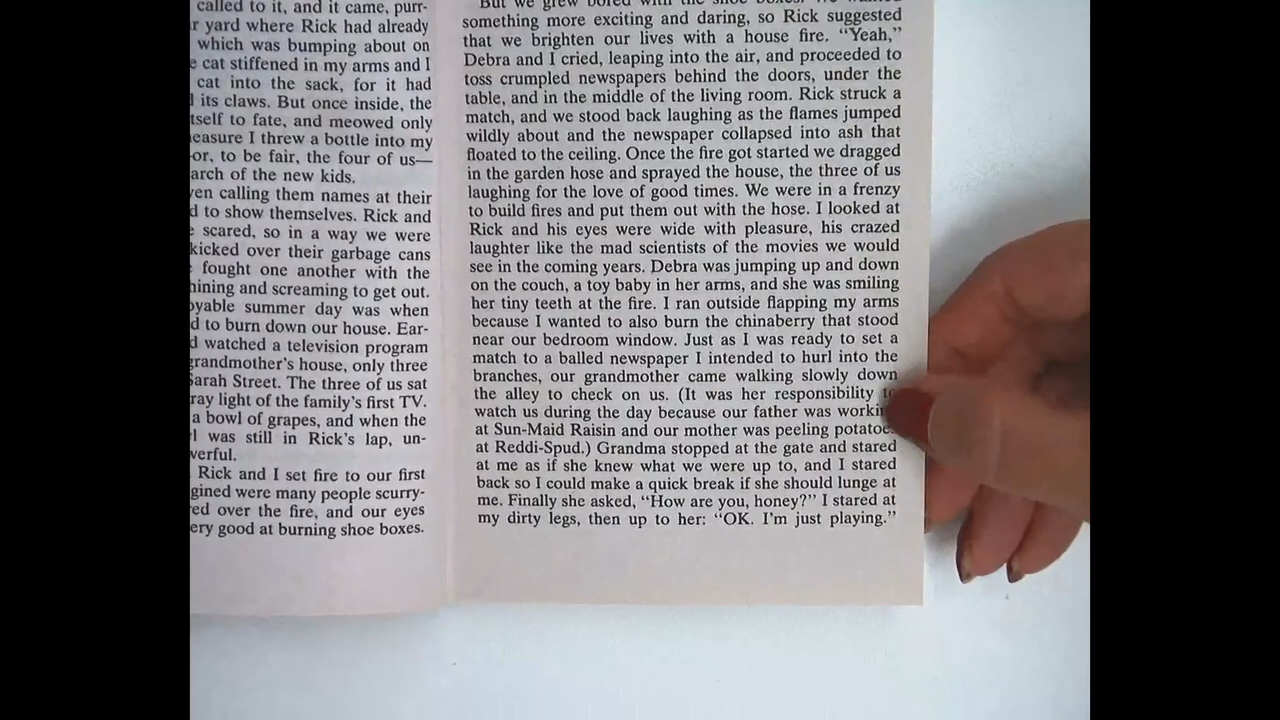 called to it, and it came, purr-
yard where Rick had already
which was bumping about on
cat stiffened in my arms and I
cat into the sack, for it had
its claws. But once inside, the
tself to fate, and meowed only
easure I threw a bottle into my
or, to be fair, the four of us—
arch of the new kids.
ven calling them names at their
d to show themselves. Rick and
scared, so in a way we were
kicked over their garbage cans
fought one another with the
hining and screaming to get out.
oyable summer day was when
d to burn down our house. Ear-
d watched a television program
grandmother's house, only three
Sarah Street. The three of us sat
ray light of the family's first TV.
a bowl of grapes, and when the
l was still in Rick's lap, un-
verful.
Rick and I set fire to our first
gined were many people scurry-
ed over the fire, and our eyes
ery good at burning shoe boxes.
But we grew bored with the shoe boxes. We wanted
something more exciting and daring, so Rick suggested
that we brighten our lives with a house fire. “Yeah,”
Debra and I cried, leaping into the air, and proceeded to
toss crumpled newspapers behind the doors, under the
table, and in the middle of the living room. Rick struck a
match, and we stood back laughing as the flames jumped
wildly about and the newspaper collapsed into ash that
floated to the ceiling. Once the fire got started we dragged
in the garden hose and sprayed the house, the three of us
laughing for the love of good times. We were in a frenzy
to build fires and put them out with the hose. I looked at
Rick and his eyes were wide with pleasure, his crazed
laughter like the mad scientists of the movies we would
see in the coming years. Debra was jumping up and down
on the couch, a toy baby in her arms, and she was smiling
her tiny teeth at the fire. I ran outside flapping my arms
because I wanted to also burn the chinaberry that stood
near our bedroom window. Just as I was ready to set a
match to a balled newspaper I intended to hurl into the
branches, our grandmother came walking slowly down
the alley to check on us. (It was her responsibility to
watch us during the day because our father was workin
at Sun-Maid Raisin and our mother was peeling potatoes
at Reddi-Spud.) Grandma stopped at the gate and stared
at me as if she knew what we were up to, and I stared
back so I could make a quick break if she should lunge at
me. Finally she asked, “How are you, honey?” I stared at
my dirty legs, then up to her: “OK. I'm just playing.”